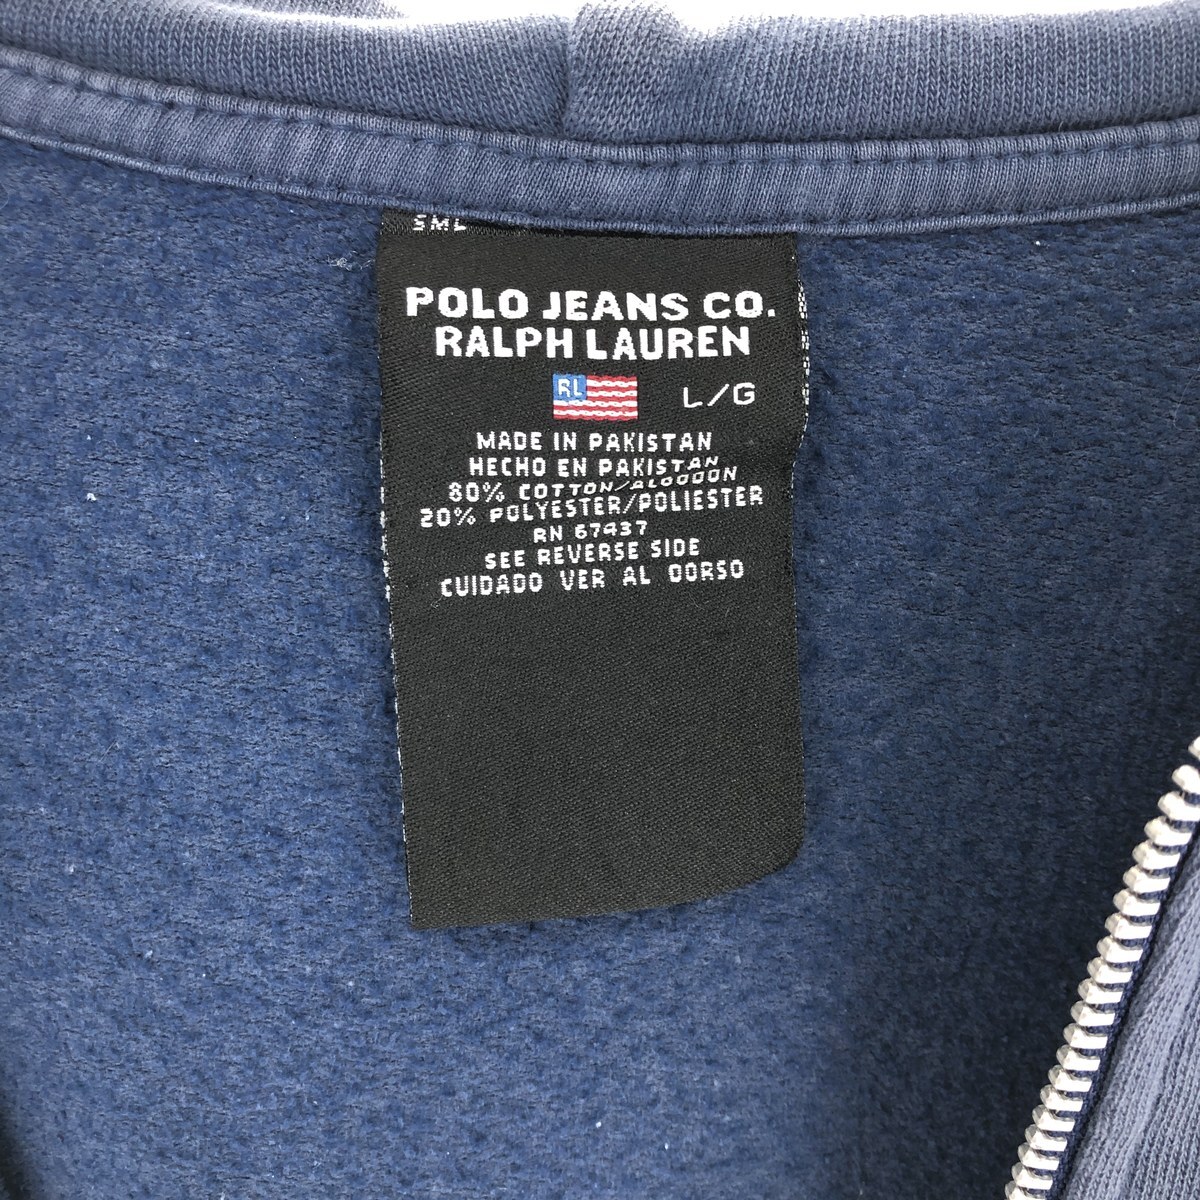 SML
POLO JEANS CO.
RALPH LAUREN
RL L/G
MADE IN PAKISTAN
HECHO EN PAKISTAN
80% COTTON/ALGODON
20% POLYESTER/POLIESTER
RN 67437
SEE REVERSE SIDE
CUIDADO VER AL DORSO